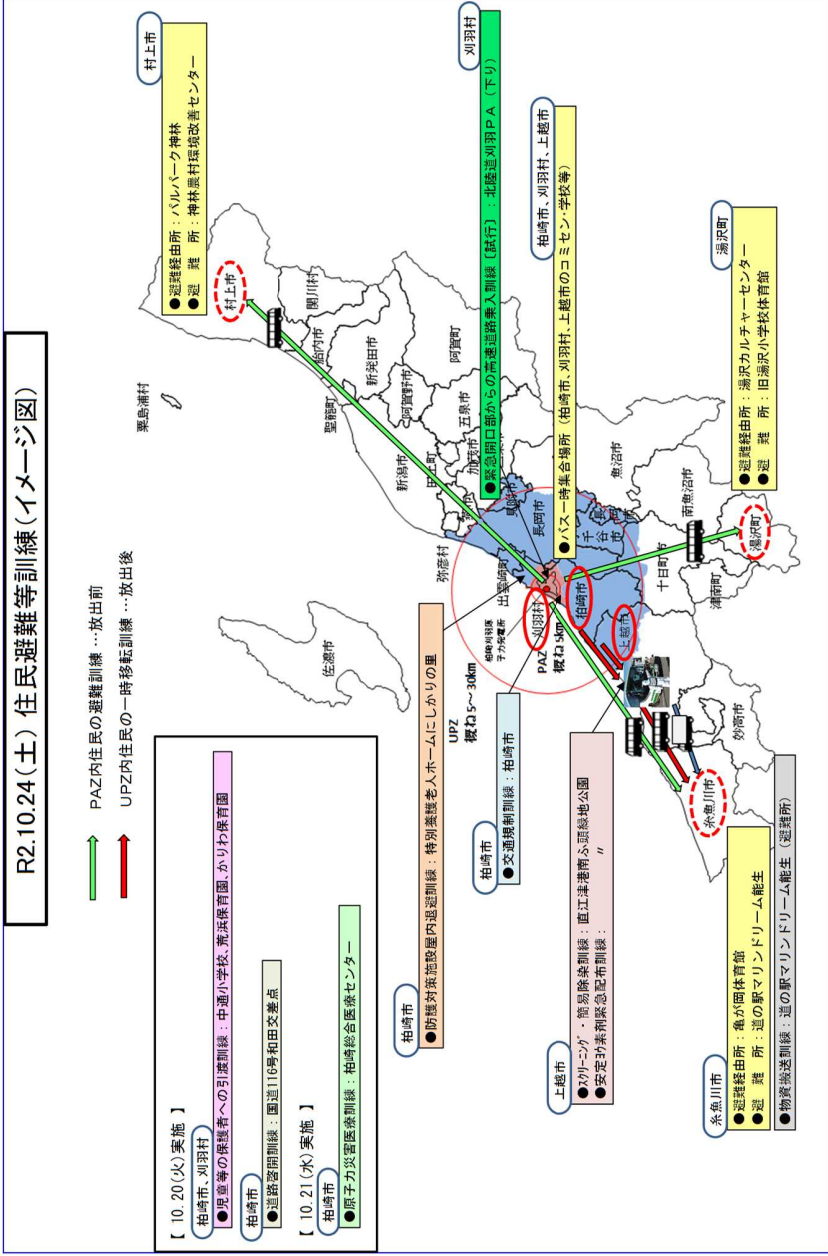 R2.10.24(土) 住民避難等訓練(イメージ図)
PAZ内住民の避難訓練 …放出前
UPZ内住民の一時移転訓練 …放出後
【 10.20(火)実施 】
柏崎市、刈羽村
●児童等の保護者への引渡訓練:中通小学校、荒浜保育園、かりわ保育園
柏崎市
●道路啓開訓練:国道116号和田交差点
【 10.21(水)実施 】
柏崎市
●原子力災害医療訓練:柏崎総合医療センター
柏崎市
●防護対策施設屋内退避訓練:特別養護老人ホームにしかりの里
柏崎市
●交通規制訓練:柏崎市
上越市
●スクリーニング・簡易除染訓練:直江津港南ふ頭緑地公園
●安定ヨウ素剤緊急配布訓練: 〃
糸魚川市
●避難経由所:亀が岡体育館
●避 難 所:道の駅マリンドリーム能生
●物資搬送訓練:道の駅マリンドリーム能生(避難所)
村上市
●避難経由所:パルパーク神林
●避 難 所:神林農村環境改善センター
刈羽村
●緊急開口部からの高速道路乗入訓練〔試行〕:北陸道刈羽PA(下り)
柏崎市、刈羽村、上越市
●バス一時集合場所(柏崎市、刈羽村、上越市のコミセン・学校等)
湯沢町
●避難経由所:湯沢カルチャーセンター
●避 難 所:旧湯沢小学校体育館
粟島浦村
村上市
関川村
胎内市
新発田市
聖籠町
阿賀野市
阿賀町
新潟市
五泉市
加茂市
弥彦村
佐渡市
長岡市
出雲崎町
刈羽村
柏崎刈羽原
子力発電所
PAZ
概ね5km
UPZ
概ね5~30km
柏崎市
上越市
魚沼市
南魚沼市
十日町市
津南町
湯沢町
妙高市
糸魚川市